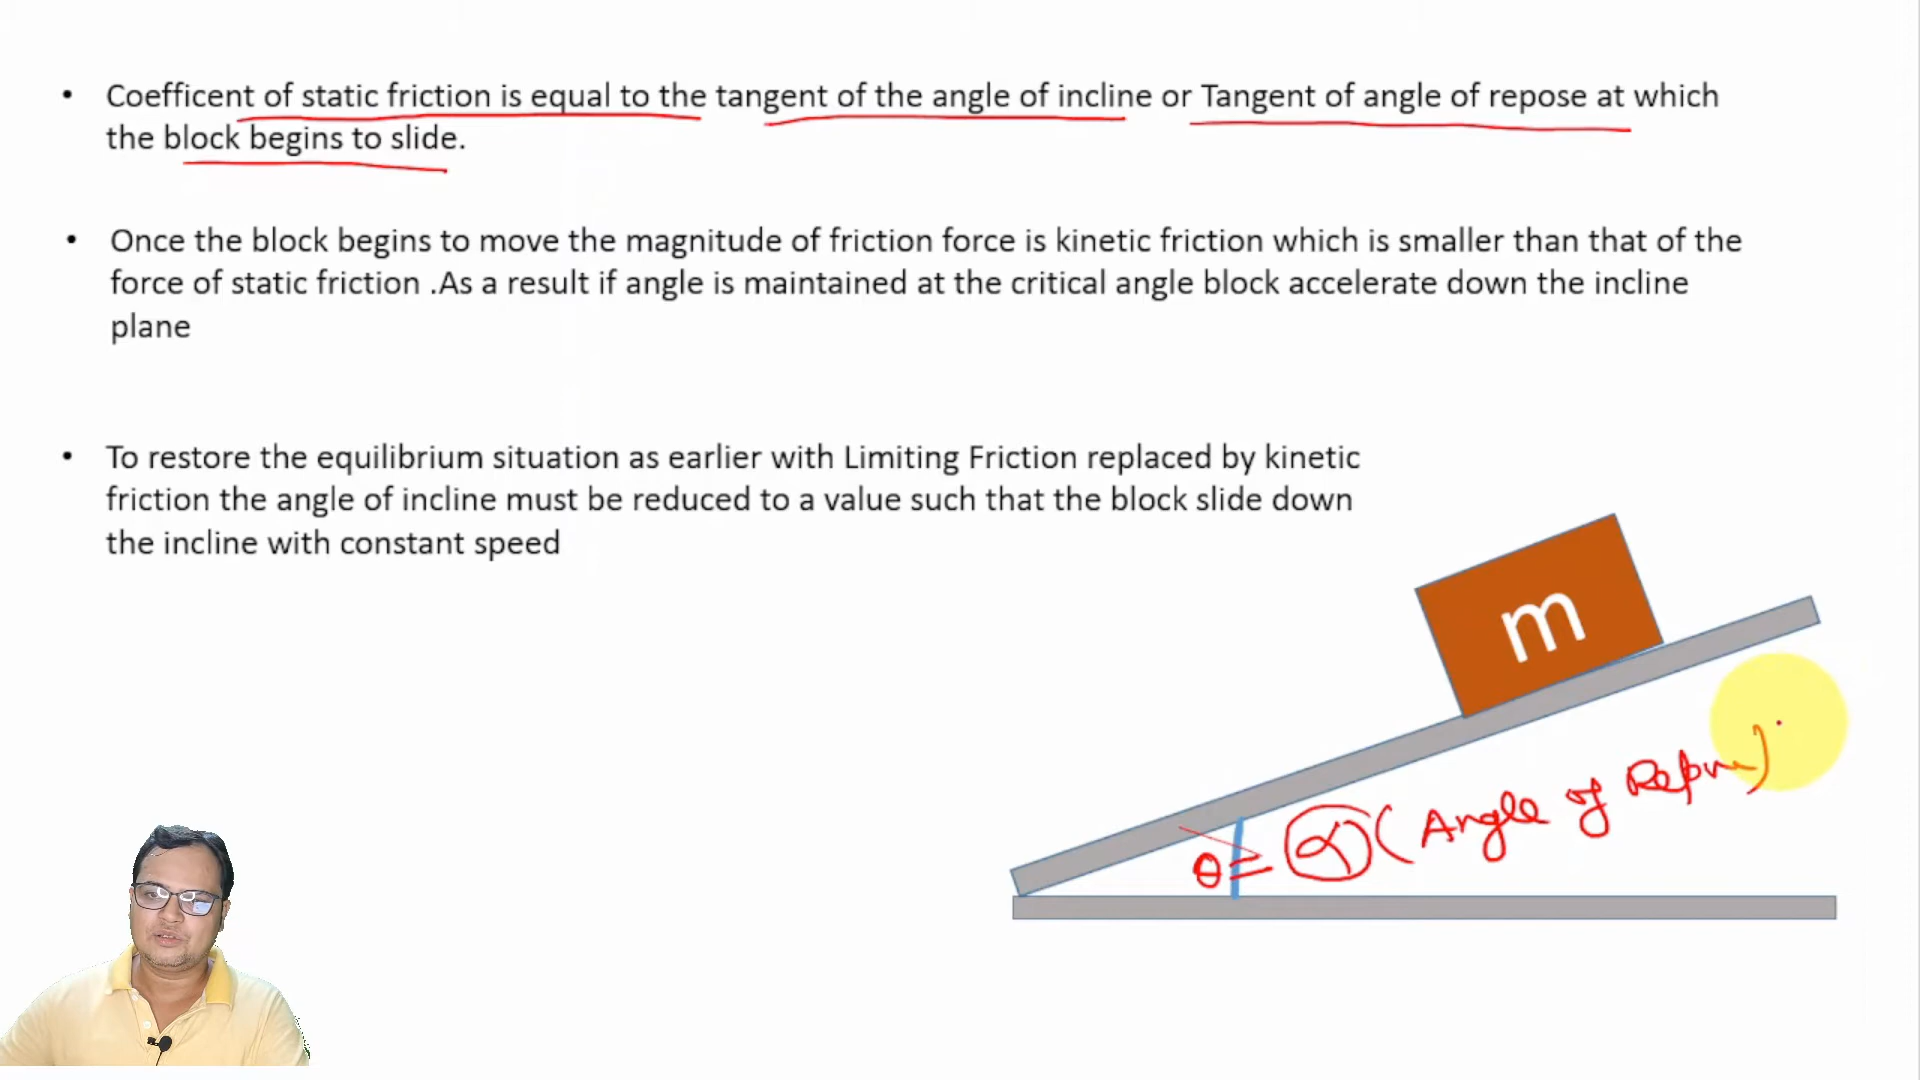 • Coefficent of static friction is equal to the tangent of the angle of incline or Tangent of angle of repose at which
the block begins to slide.
• Once the block begins to move the magnitude of friction force is kinetic friction which is smaller than that of the
force of static friction .As a result if angle is maintained at the critical angle block accelerate down the incline
plane
• To restore the equilibrium situation as earlier with Limiting Friction replaced by kinetic
friction the angle of incline must be reduced to a value such that the block slide down
the incline with constant speed
m
θ = α (Angle of Repose)